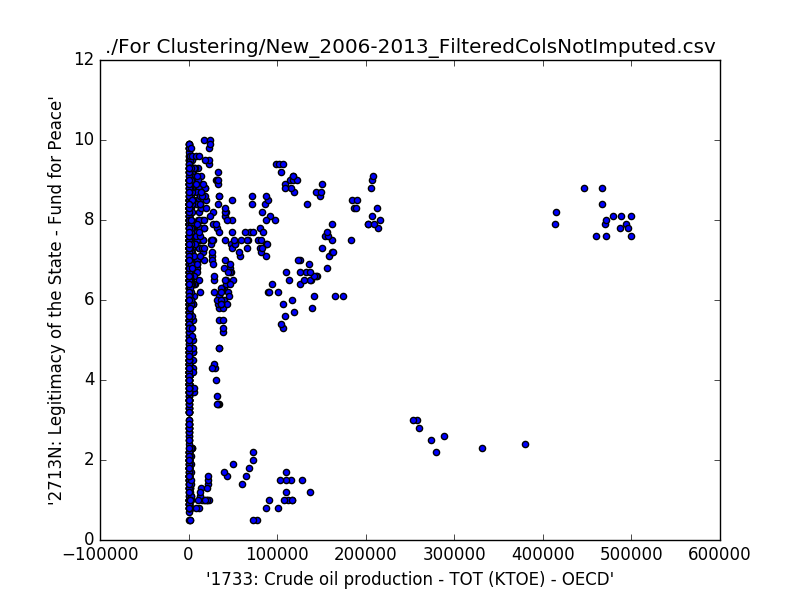 ./For Clustering/New_2006-2013_FilteredColsNotImputed.csv
12
10
8
6
4
2
0
'2713N: Legitimacy of the State - Fund for Peace'
−100000 0 100000 200000 300000 400000 500000 600000
'1733: Crude oil production - TOT (KTOE) - OECD'